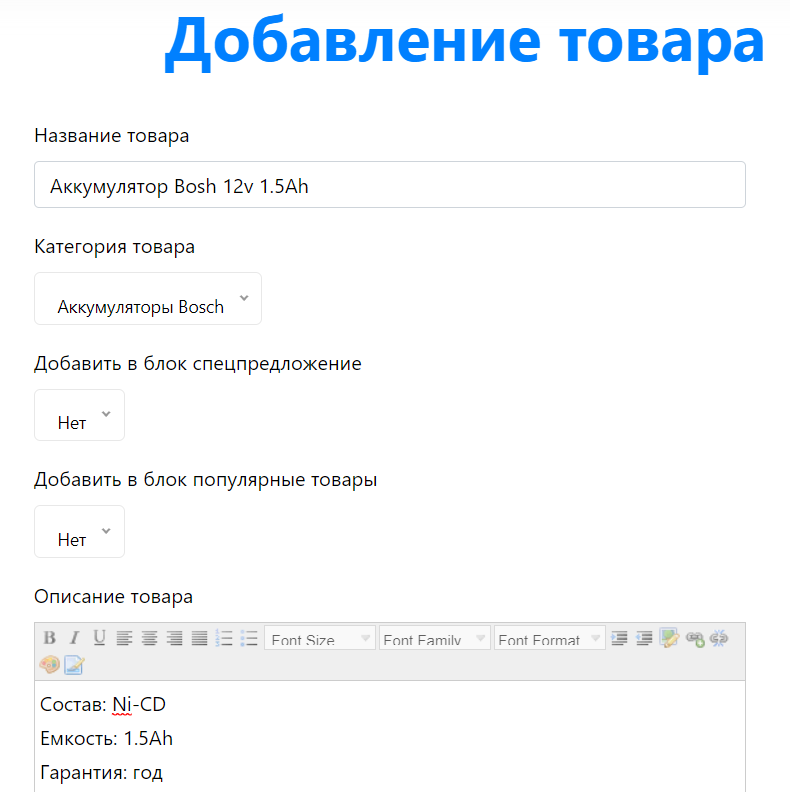 Добавление товара
Название товара
Аккумулятор Bosh 12v 1.5Ah
Категория товара
Аккумуляторы Bosch
Добавить в блок спецпредложение
Нет
Добавить в блок популярные товары
Нет
Описание товара
B I U Font Size Font Family Font Format
Состав: Ni-CD
Емкость: 1.5Ah
Гарантия: год